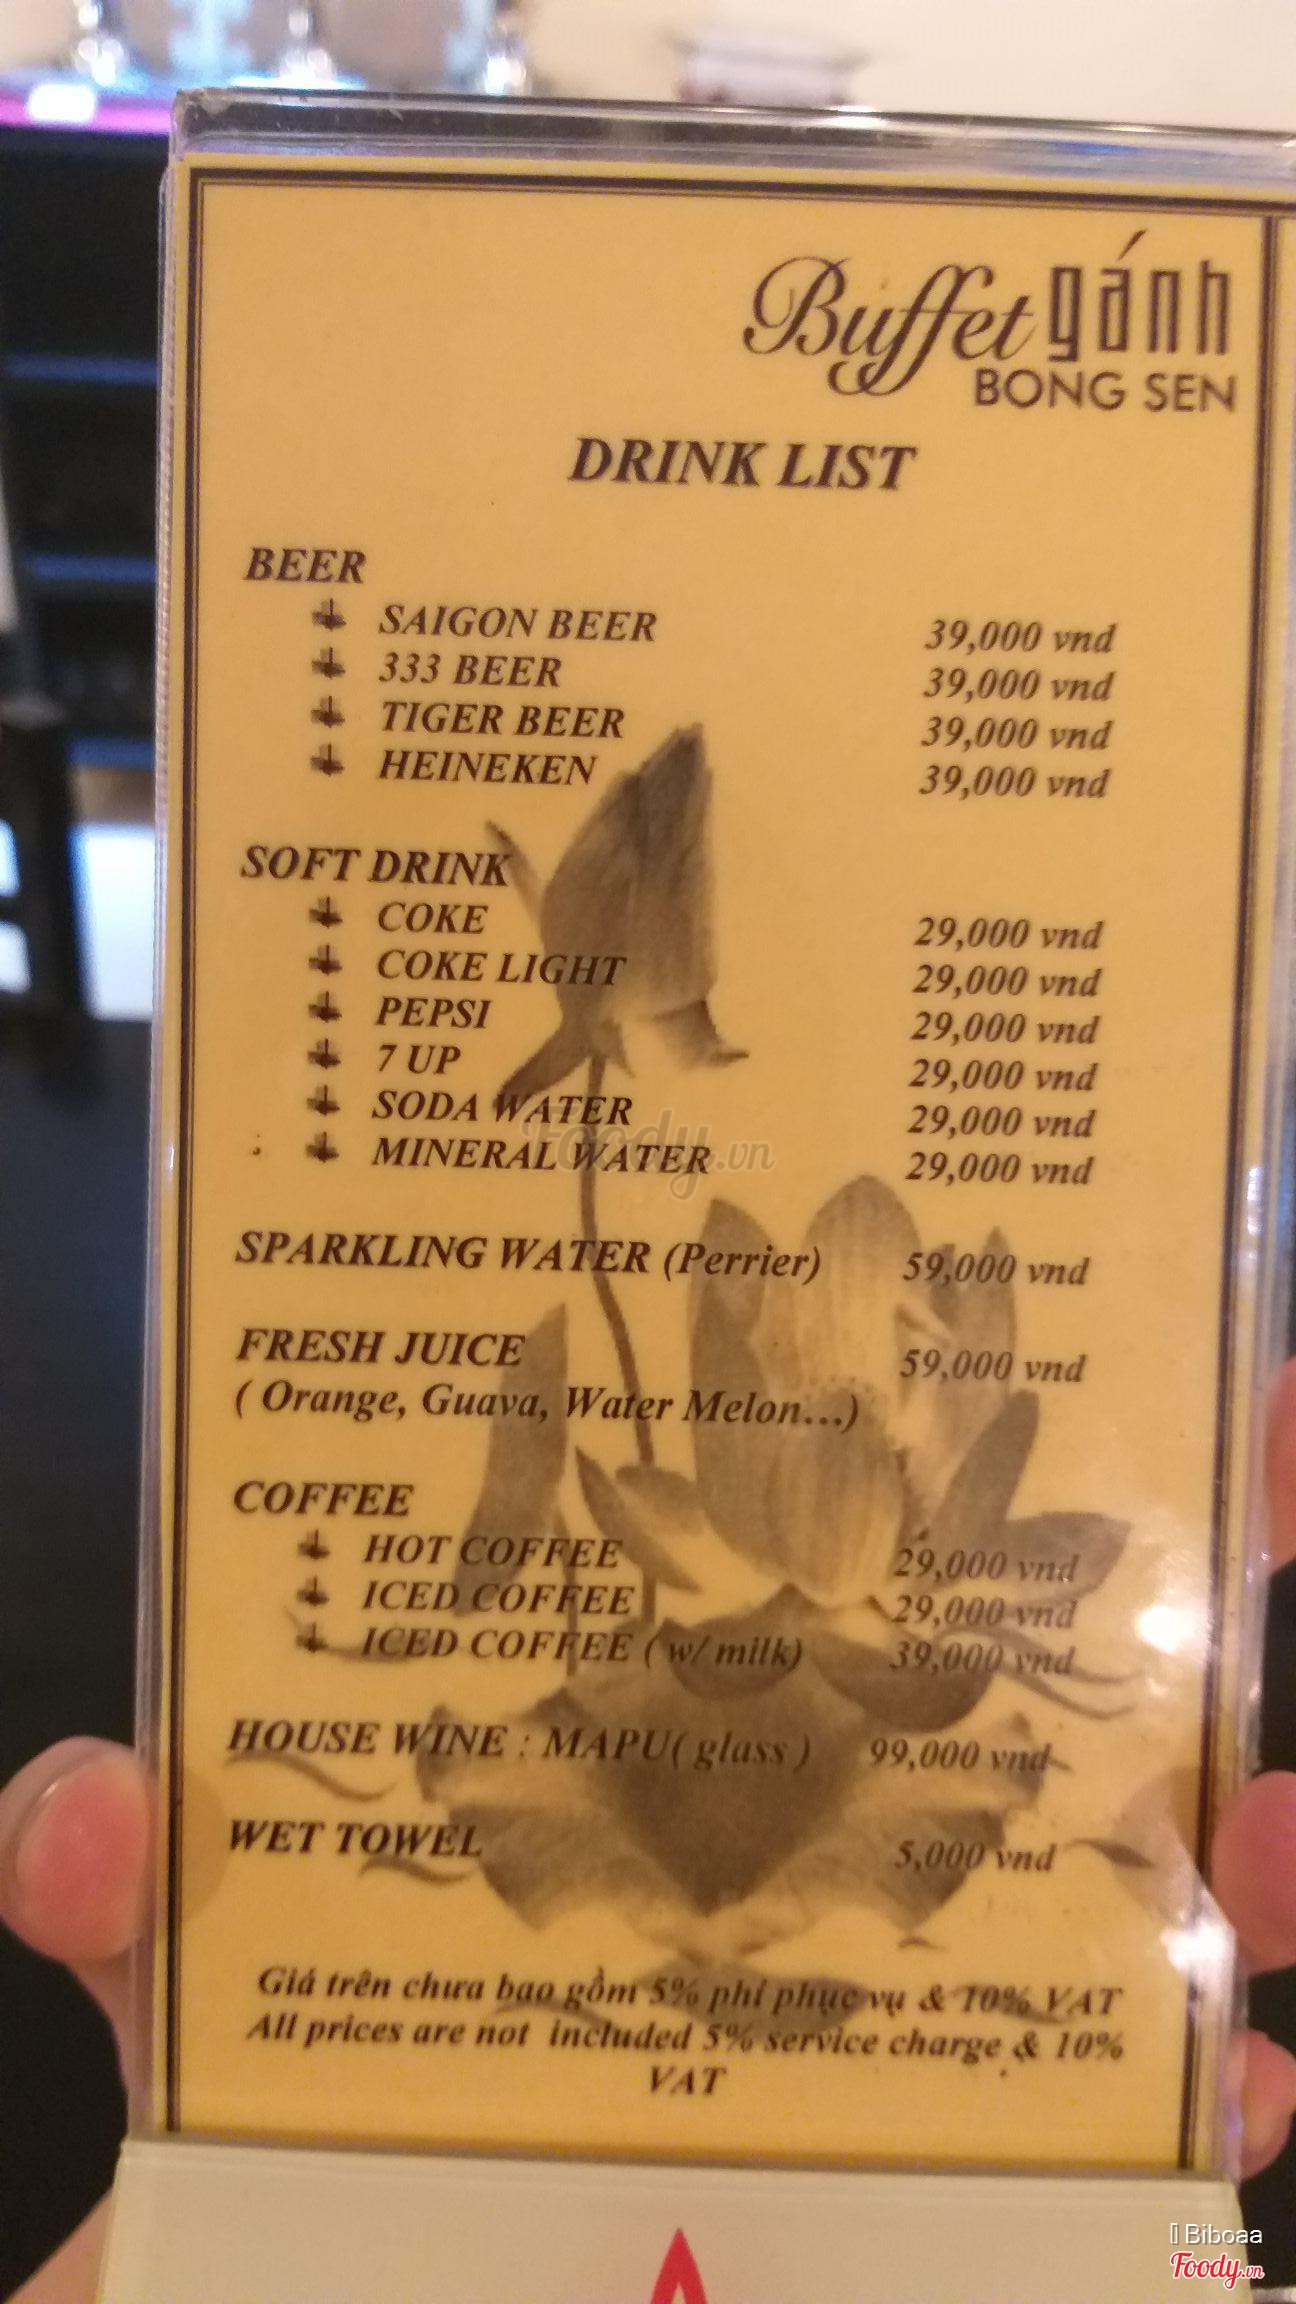 Buffet gánh
BONG SEN
DRINK LIST
BEER
SAIGON BEER 39,000 vnd
333 BEER 39,000 vnd
TIGER BEER 39,000 vnd
HEINEKEN 39,000 vnd
SOFT DRINK
COKE 29,000 vnd
COKE LIGHT 29,000 vnd
PEPSI 29,000 vnd
7 UP 29,000 vnd
SODA WATER 29,000 vnd
MINERAL WATER 29,000 vnd
Foody.vn
SPARKLING WATER (Perrier) 59,000 vnd
FRESH JUICE 59,000 vnd
( Orange, Guava, Water Melon...)
COFFEE
HOT COFFEE 29,000 vnd
ICED COFFEE 29,000 vnd
ICED COFFEE ( w/ milk) 39,000 vnd
HOUSE WINE : MAPU( glass ) 99,000 vnd
WET TOWEL 5,000 vnd
Giá trên chưa bao gồm 5% phí phục vụ & 10% VAT
All prices are not included 5% service charge & 10%
VAT
Biboaa
Foody.vn